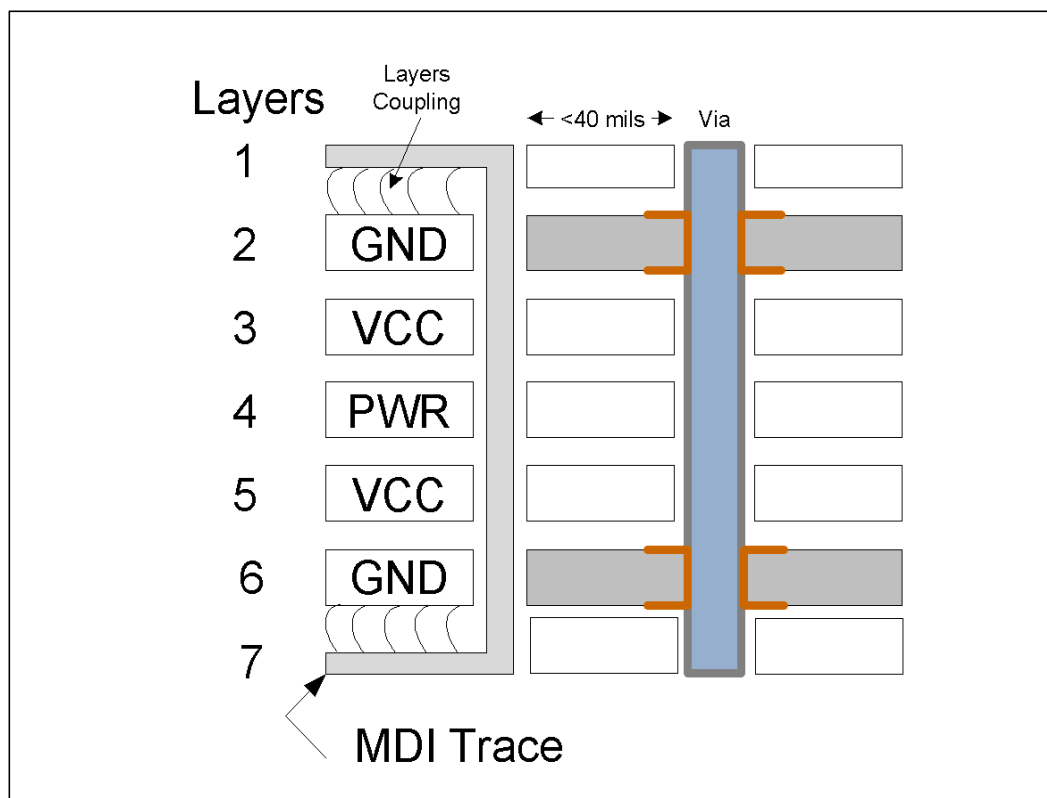 Layers
Layers
Coupling
<40 mils
Via
1
2
GND
3
VCC
4
PWR
5
VCC
6
GND
7
MDI Trace